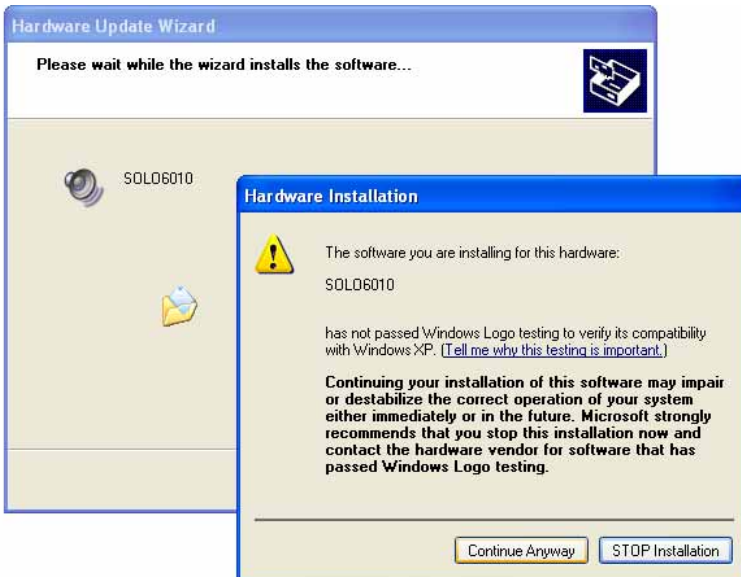 Hardware Update Wizard
Please wait while the wizard installs the software...
SOLO6010
Hardware Installation
The software you are installing for this hardware:
SOLO6010
has not passed Windows Logo testing to verify its compatibility
with Windows XP. (Tell me why this testing is important.)
Continuing your installation of this software may impair
or destabilize the correct operation of your system
either immediately or in the future. Microsoft strongly
recommends that you stop this installation now and
contact the hardware vendor for software that has
passed Windows Logo testing.
Continue Anyway
STOP Installation